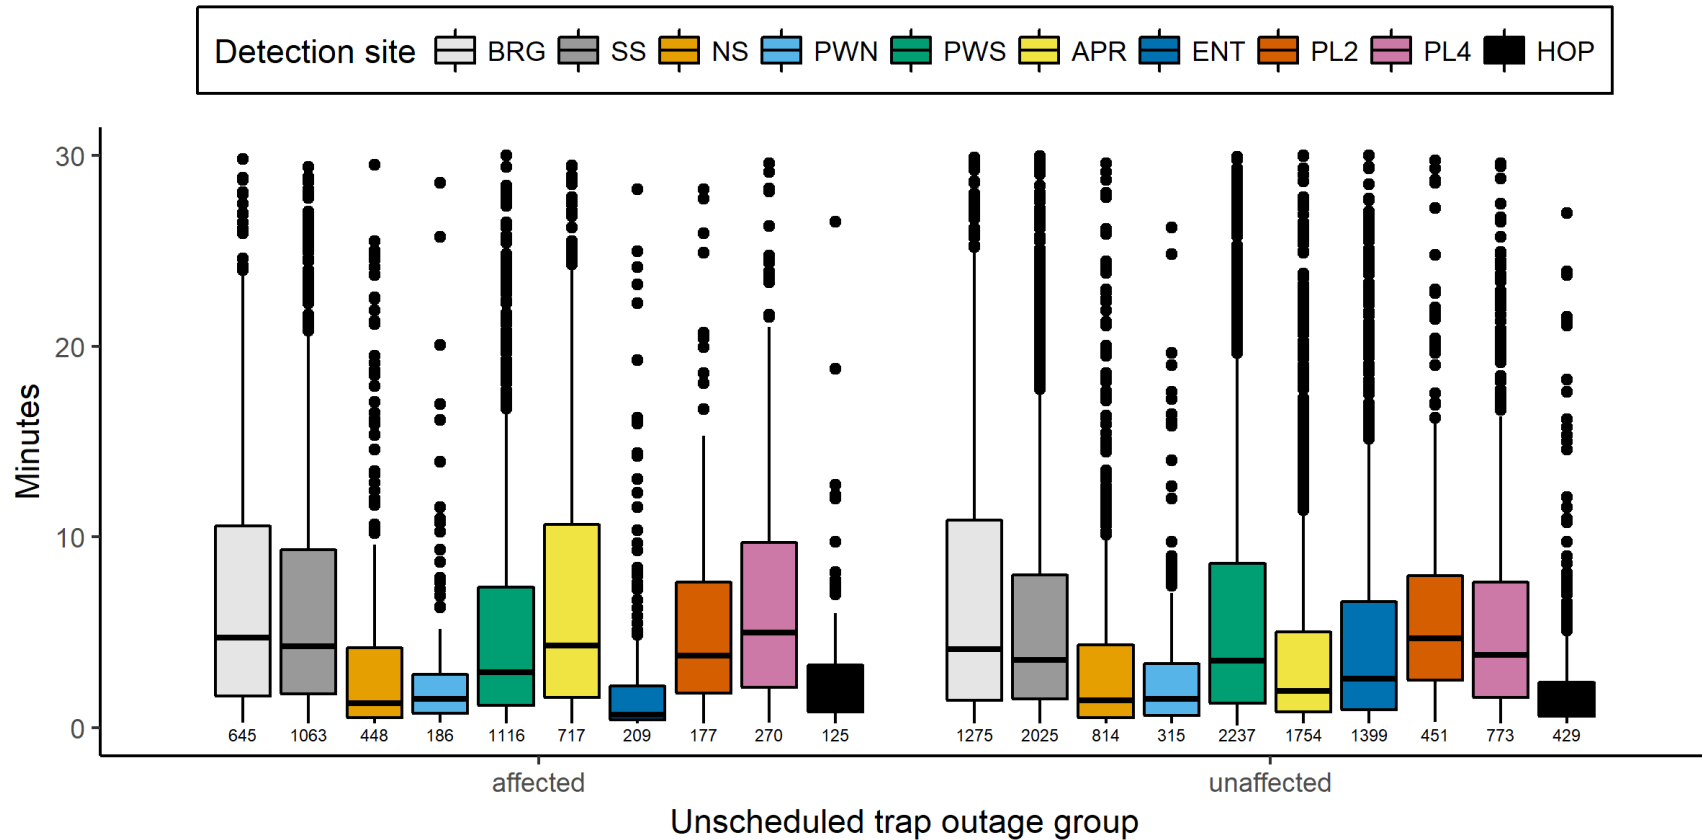 Detection site BRG SS NS PWN PWS APR ENT PL2 PL4 HOP
30
20
10
0
Minutes
645 1063 448 186 1116 717 209 177 270 125 1275 2025 814 315 2237 1754 1399 451 773 429
affected unaffected
Unscheduled trap outage group